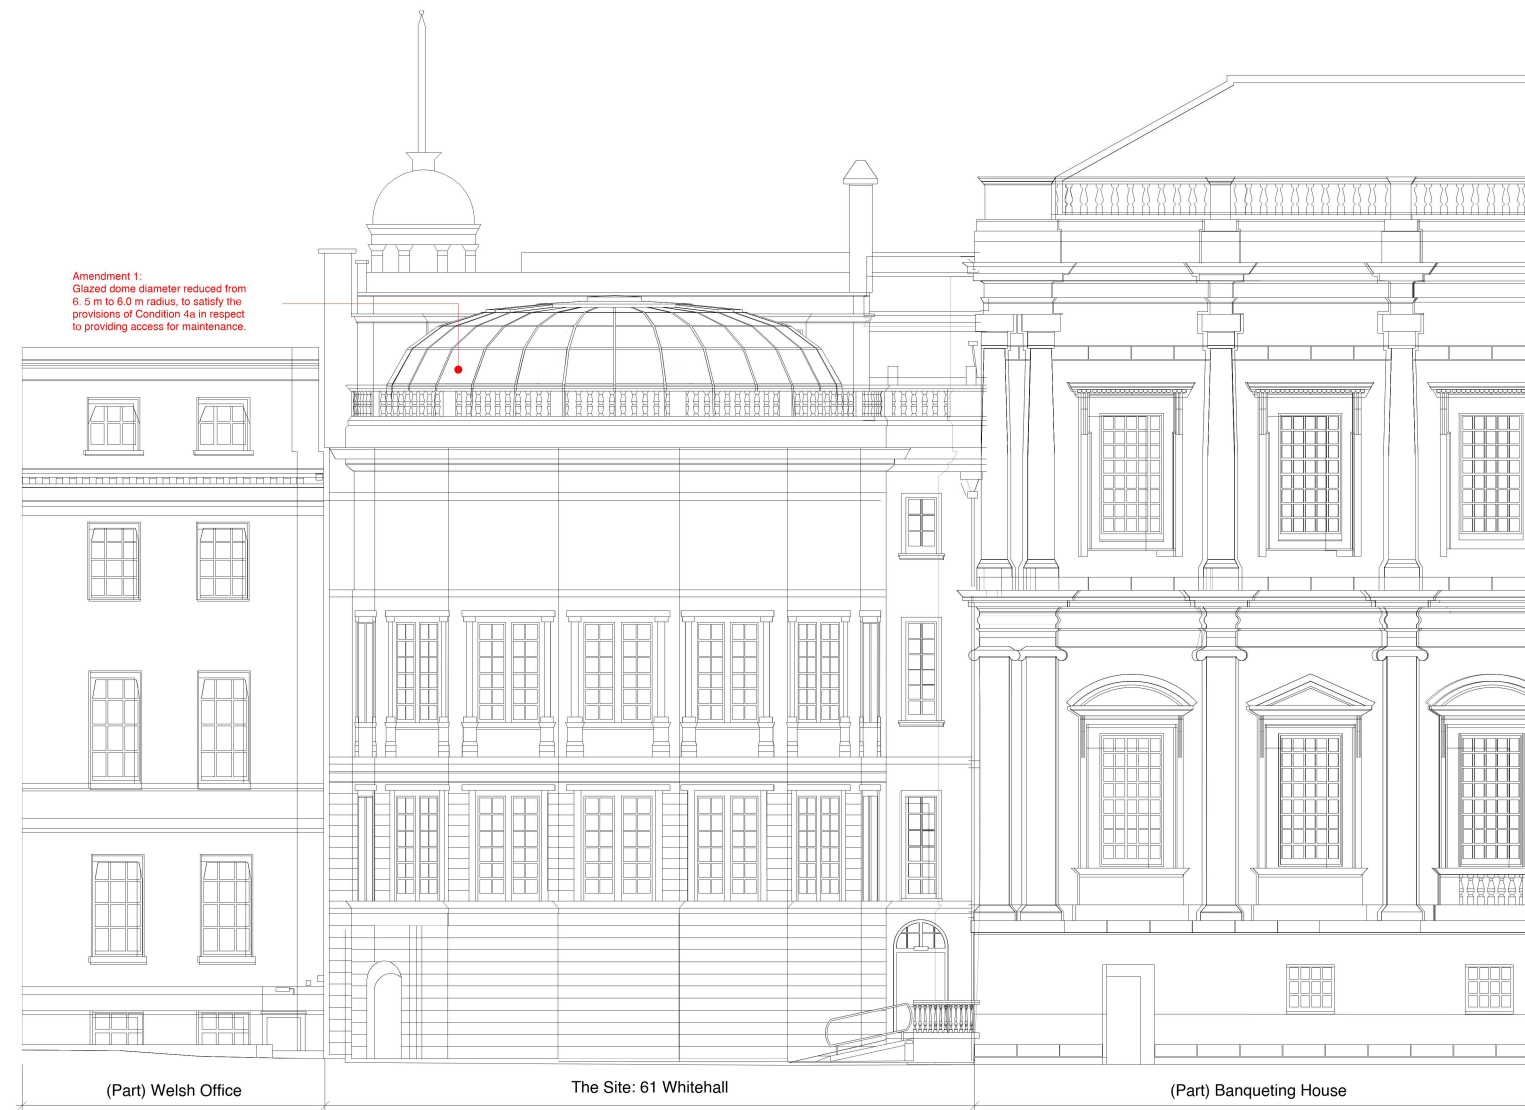 Amendment 1:
Glazed dome diameter reduced from
6. 5 m to 6.0 m radius, to satisfy the
provisions of Condition 4a in respect
to providing access for maintenance.
(Part) Welsh Office
The Site: 61 Whitehall
(Part) Banqueting House